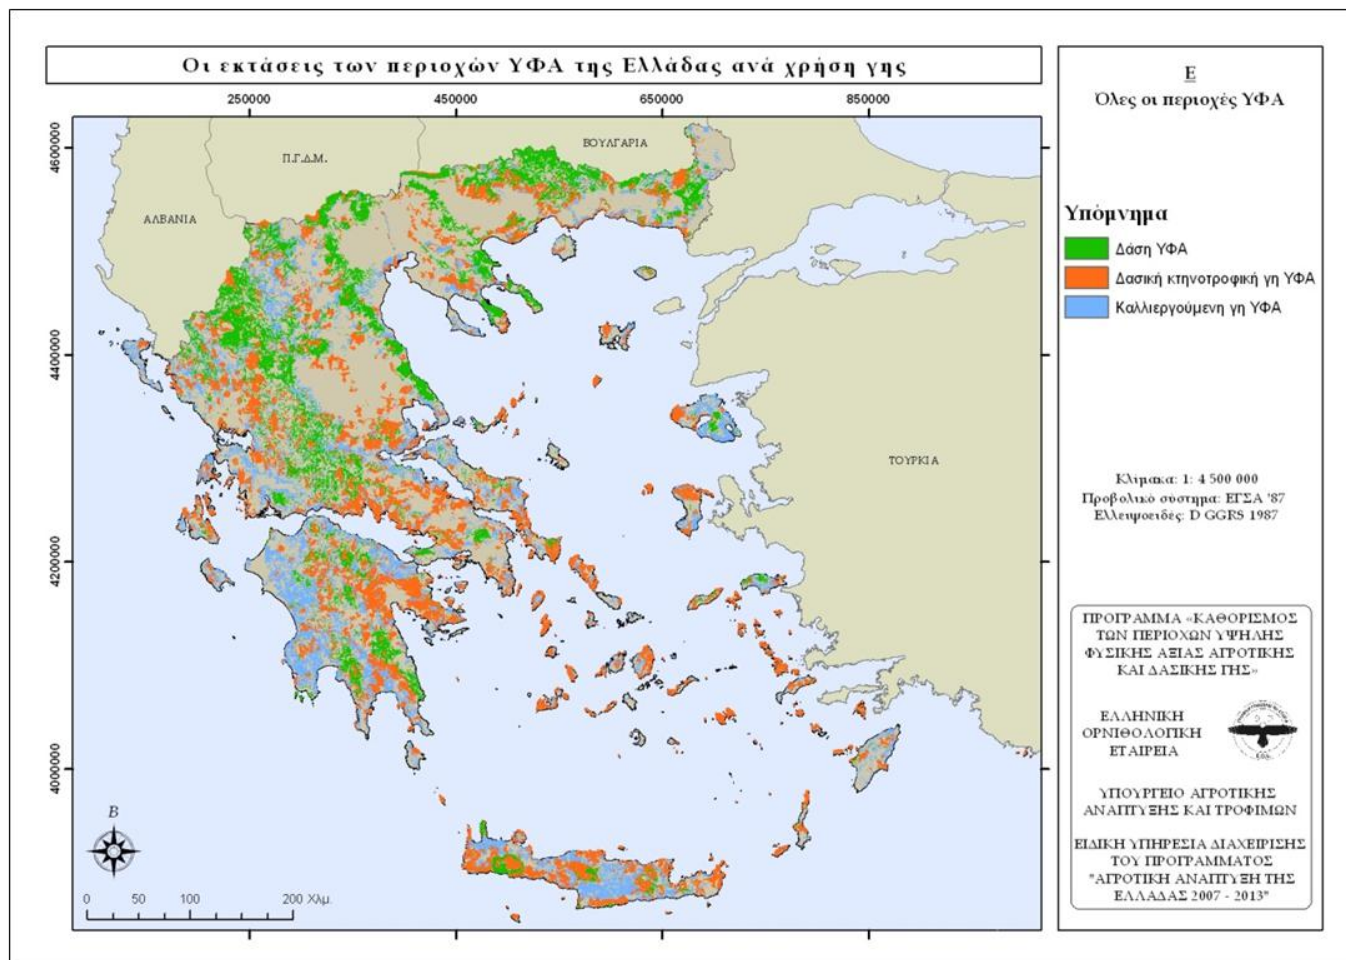 Οι εκτάσεις των περιοχών ΥΦΑ της Ελλάδας ανά χρήση γης
250000
450000
650000
850000
4600000
4400000
4200000
4000000
ΒΟΥΛΓΑΡΙΑ
Π.Γ.Δ.Μ.
ΑΛΒΑΝΙΑ
ΤΟΥΡΚΙΑ
Β
0 50 100 200 Χλμ.
Ε
Όλες οι περιοχές ΥΦΑ
Υπόμνημα
Δάση ΥΦΑ
Δασική κτηνοτροφική γη ΥΦΑ
Καλλιεργούμενη γη ΥΦΑ
Κλίμακα: 1: 4 500 000
Προβολικό σύστημα: ΕΓΣΑ '87
Ελλειψοειδές: D GGRS 1987
ΠΡΟΓΡΑΜΜΑ «ΚΑΘΟΡΙΣΜΟΣ
ΤΩΝ ΠΕΡΙΟΧΩΝ ΥΨΗΛΗΣ
ΦΥΣΙΚΗΣ ΑΞΙΑΣ ΑΓΡΟΤΙΚΗΣ
ΚΑΙ ΔΑΣΙΚΗΣ ΓΗΣ»
ΕΛΛΗΝΙΚΗ
ΟΡΝΙΘΟΛΟΓΙΚΗ
ΕΤΑΙΡΕΙΑ
ΥΠΟΥΡΓΕΙΟ ΑΓΡΟΤΙΚΗΣ
ΑΝΑΠΤΥΞΗΣ ΚΑΙ ΤΡΟΦΙΜΩΝ
ΕΙΔΙΚΗ ΥΠΗΡΕΣΙΑ ΔΙΑΧΕΙΡΙΣΗΣ
ΤΟΥ ΠΡΟΓΡΑΜΜΑΤΟΣ
"ΑΓΡΟΤΙΚΗ ΑΝΑΠΤΥΞΗ ΤΗΣ
ΕΛΛΑΔΑΣ 2007 - 2013"